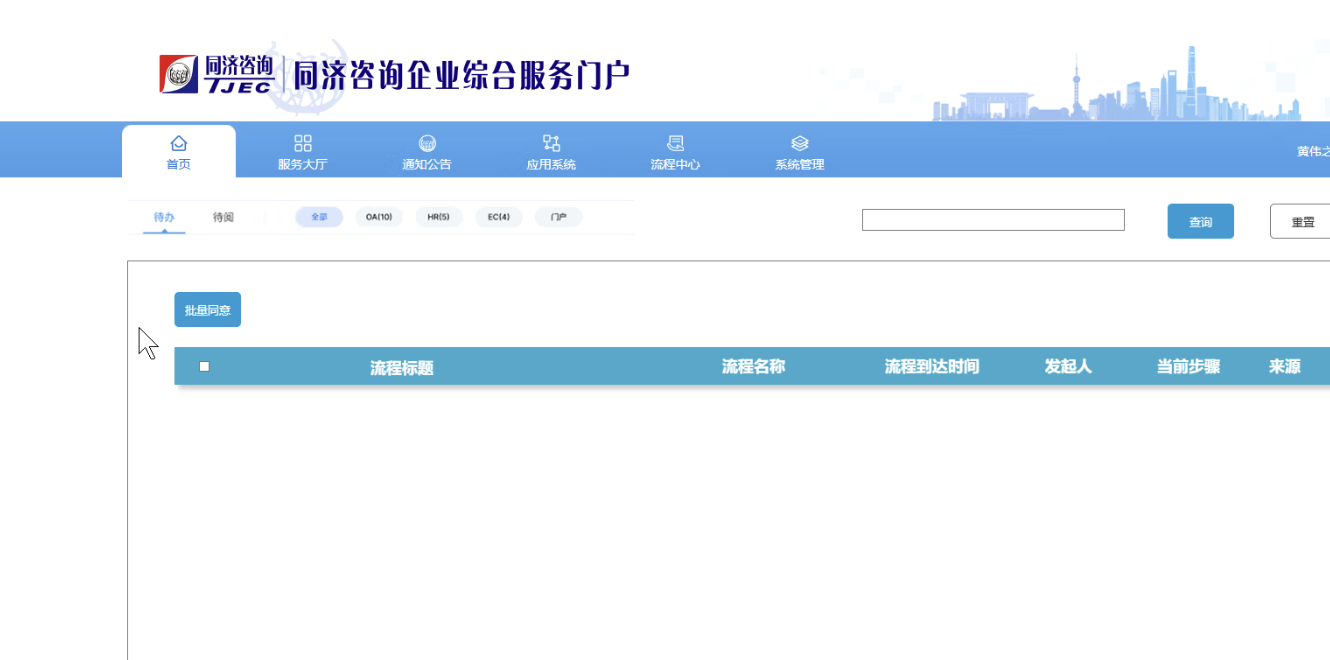 同济咨询
TJEC
同济咨询企业综合服务门户
首页 服务大厅 通知公告 应用系统 流程中心 系统管理 黄伟之
待办 待阅 全部 OA(10) HR(5) EC(4) 门户 查询 重置
批量同意
流程标题 流程名称 流程到达时间 发起人 当前步骤 来源